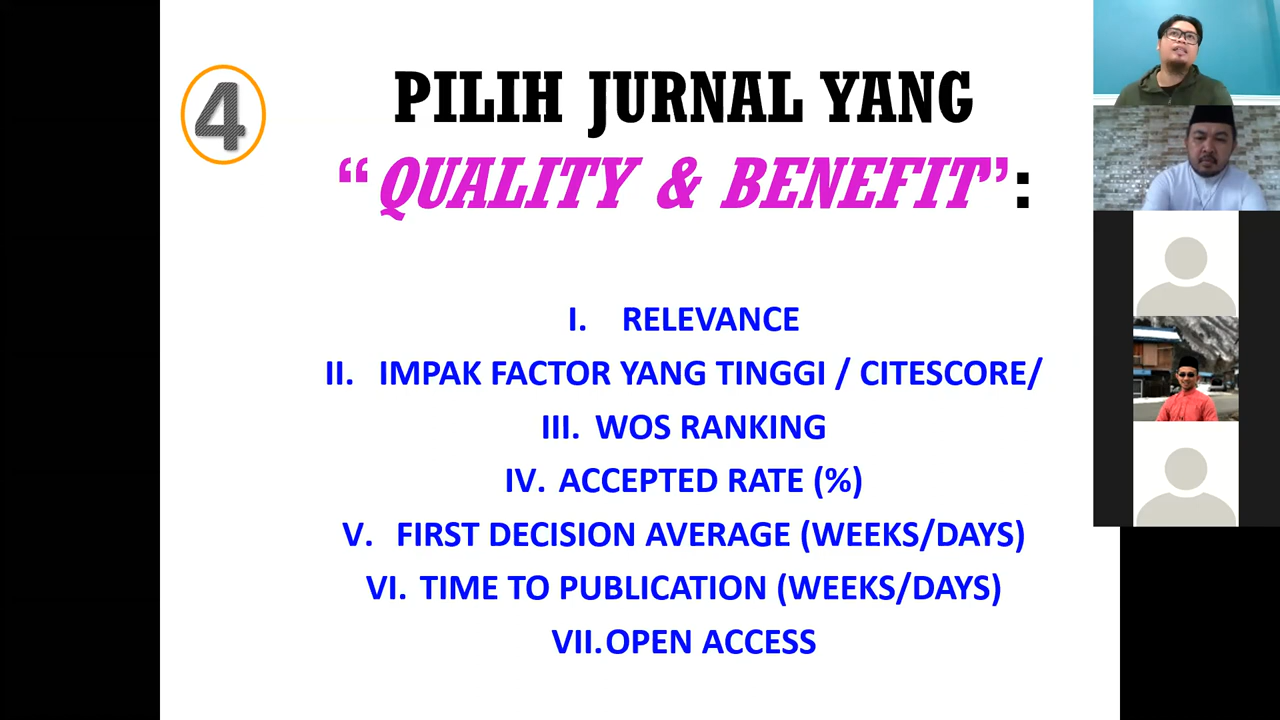 4
PILIH JURNAL YANG
“QUALITY & BENEFIT”:
I. RELEVANCE
II. IMPAK FACTOR YANG TINGGI / CITESCORE/
III. WOS RANKING
IV. ACCEPTED RATE (%)
V. FIRST DECISION AVERAGE (WEEKS/DAYS)
VI. TIME TO PUBLICATION (WEEKS/DAYS)
VII.OPEN ACCESS